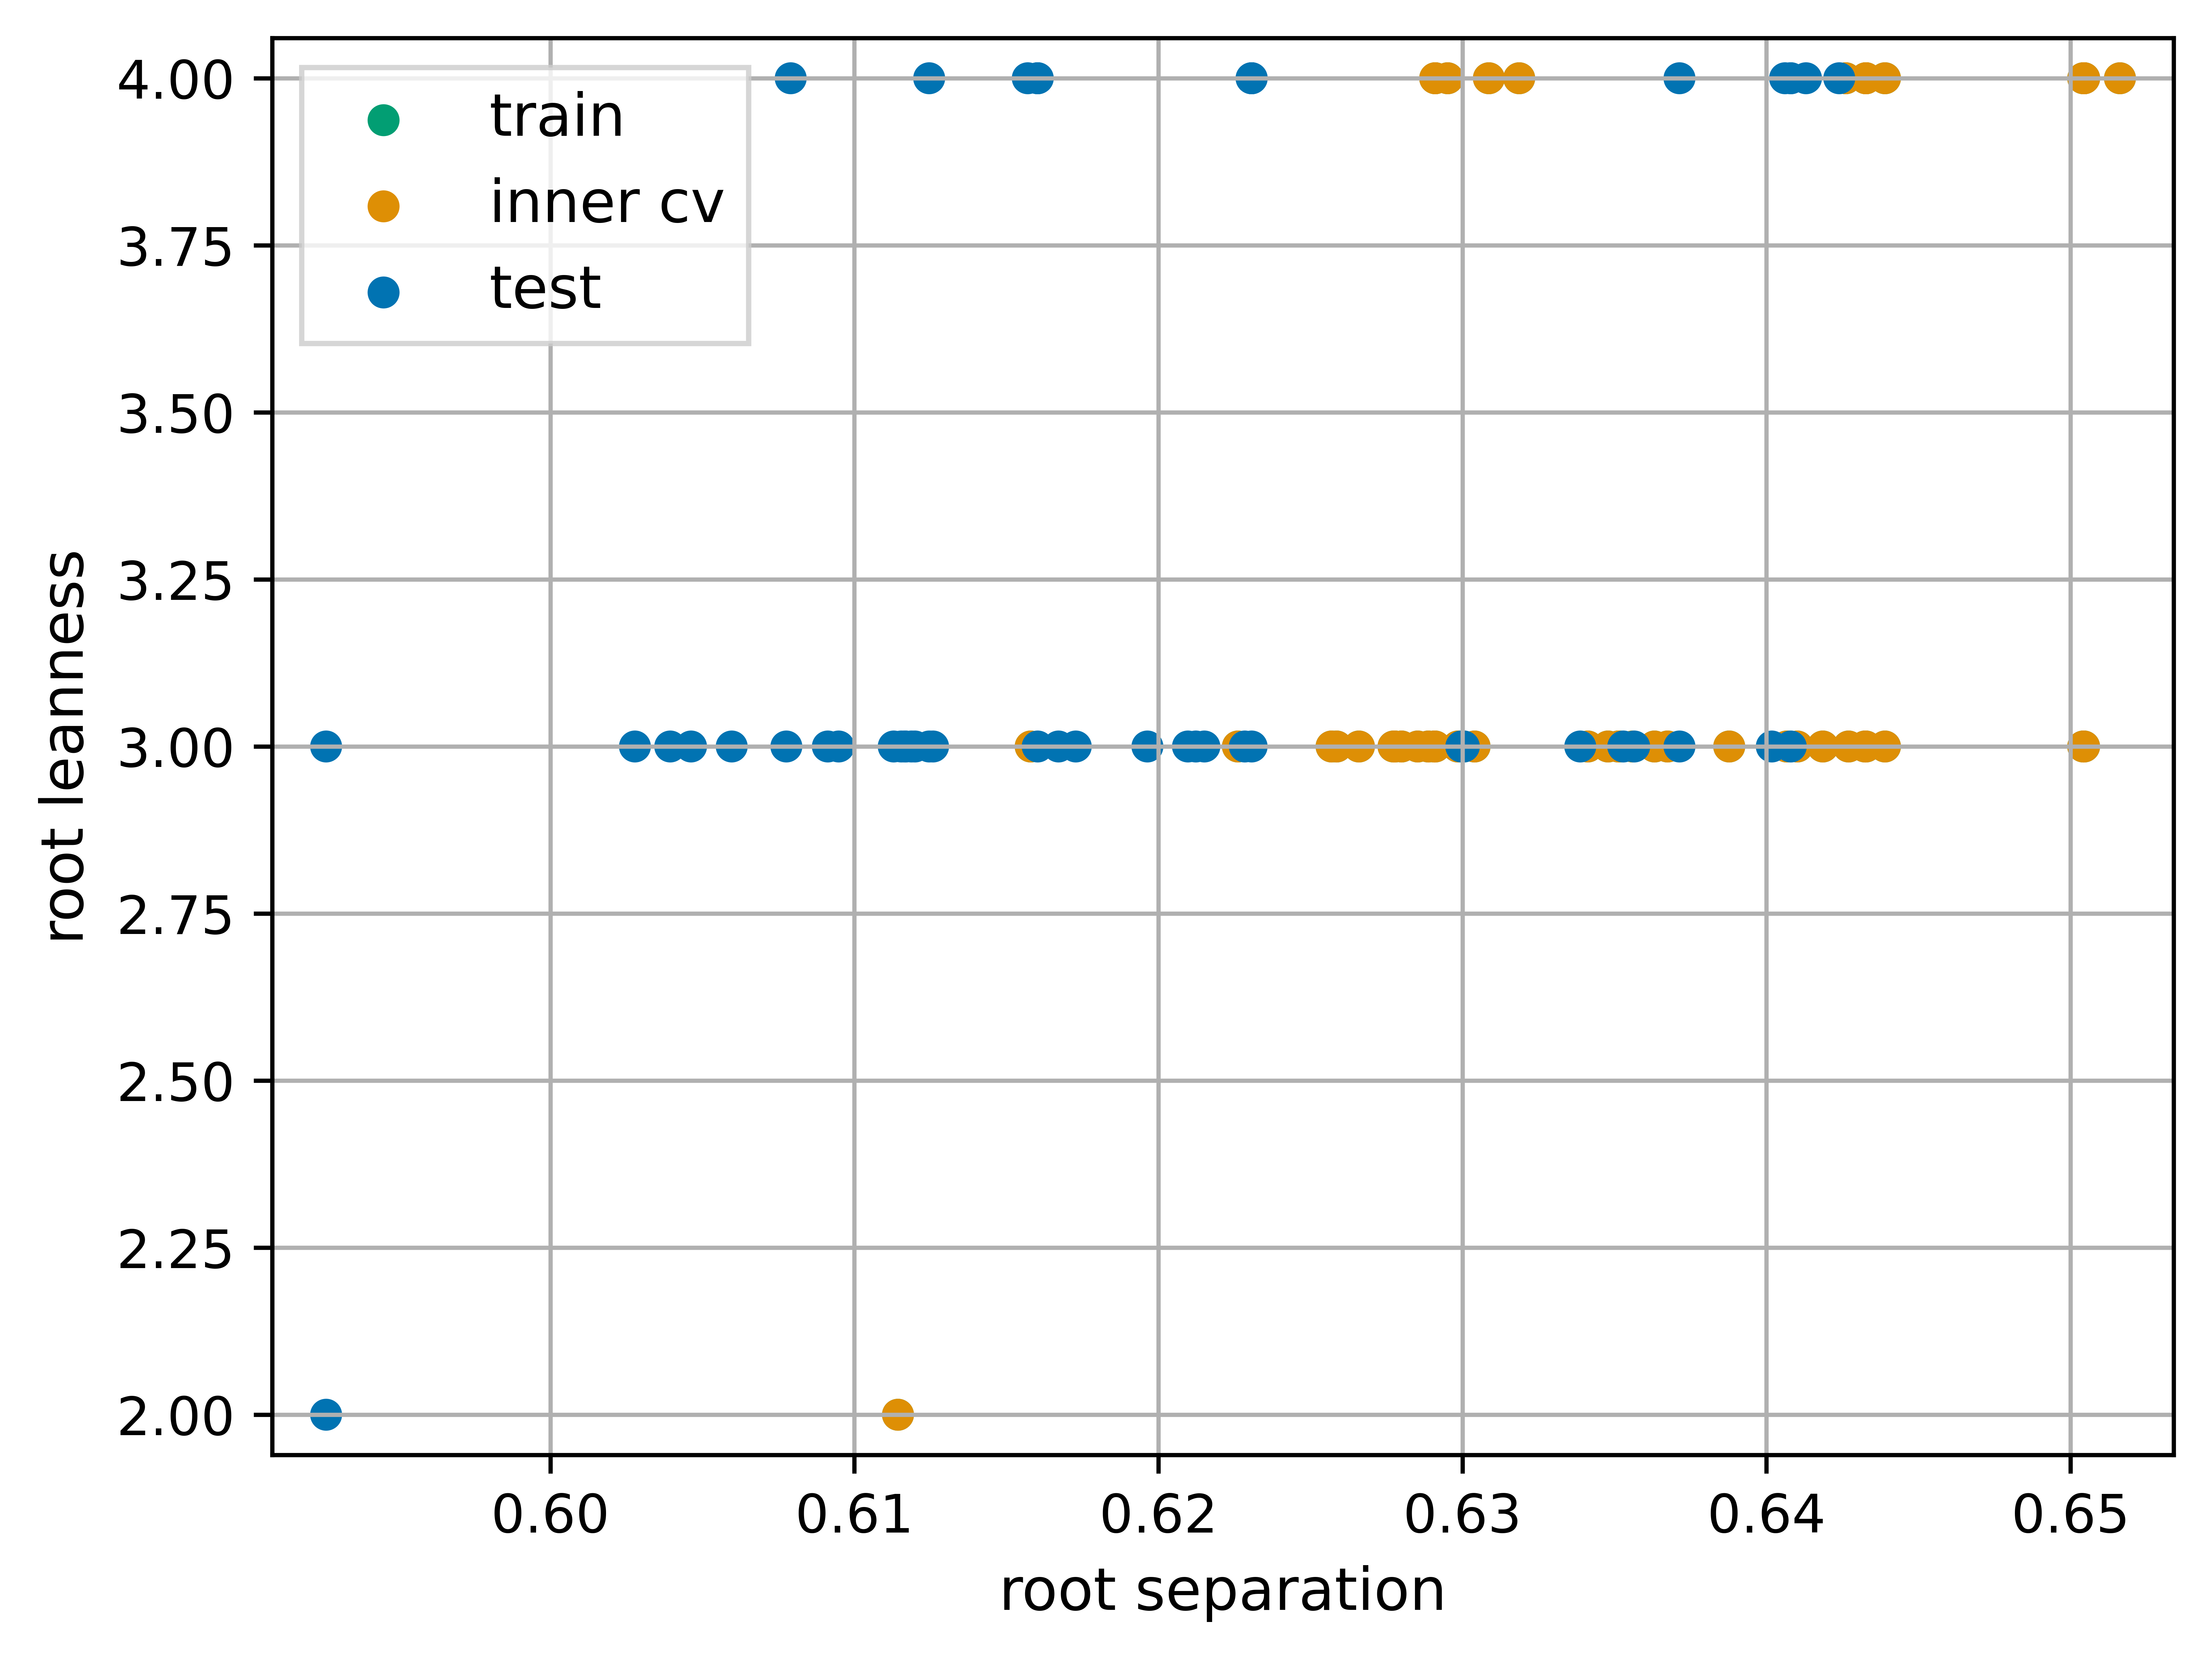 train
inner cv
test
4.00
3.75
3.50
3.25
3.00
2.75
2.50
2.25
2.00
root leanness
0.60 0.61 0.62 0.63 0.64 0.65
root separation